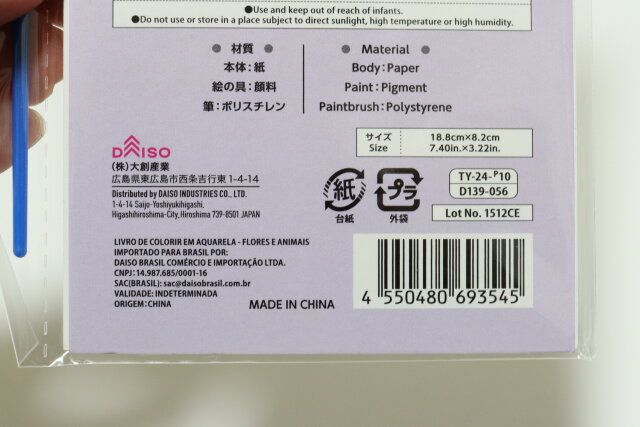 ●Use and keep out of reach of infants.
●Do not use or store in a place subject to direct sunlight, high temperature or high humidity.
● 材質 ●
本体：紙
絵の具：顔料
筆：ポリスチレン
● Material ●
Body：Paper
Paint：Pigment
Paintbrush：Polystyrene
サイズ Size
18.8cm×8.2cm
7.40in.×3.22in.
DAISO
(株)大創産業
広島県東広島市西条吉行東 1-4-14
Distributed by DAISO INDUSTRIES CO., LTD.
1-4-14 Saijo-Yoshiyukihigashi,
Higashihiroshima-City, Hiroshima 739-8501 JAPAN
紙
台紙
プラ
外袋
TY-24-P10
D139-056
Lot No. 1512CE
LIVRO DE COLORIR EM AQUARELA - FLORES E ANIMAIS
IMPORTADO PARA BRASIL POR:
DAISO BRASIL COMÉRCIO E IMPORTAÇÃO LTDA.
CNPJ: 14.987.685/0001-16
SAC(BRASIL): sac@daisobrasil.com.br
VALIDADE: INDETERMINADA
ORIGEM:CHINA
MADE IN CHINA
4 550480 693545